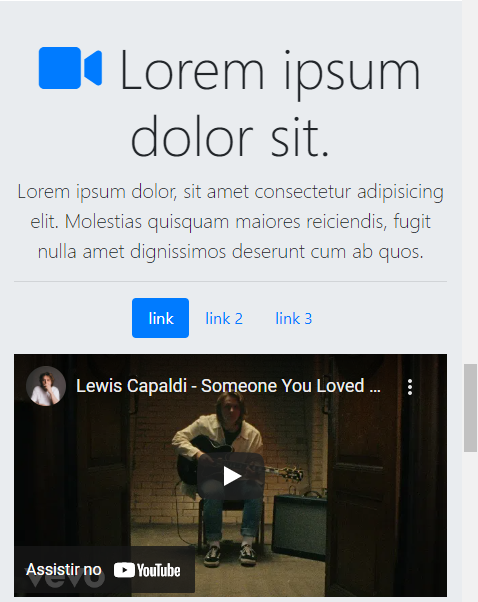 Lorem ipsum
dolor sit.
Lorem ipsum dolor, sit amet consectetur adipisicing
elit. Molestias quisquam maiores reiciendis, fugit
nulla amet dignissimos deserunt cum ab quos.
link link 2 link 3
Lewis Capaldi - Someone You Loved ...
Assistir no YouTube
vevo